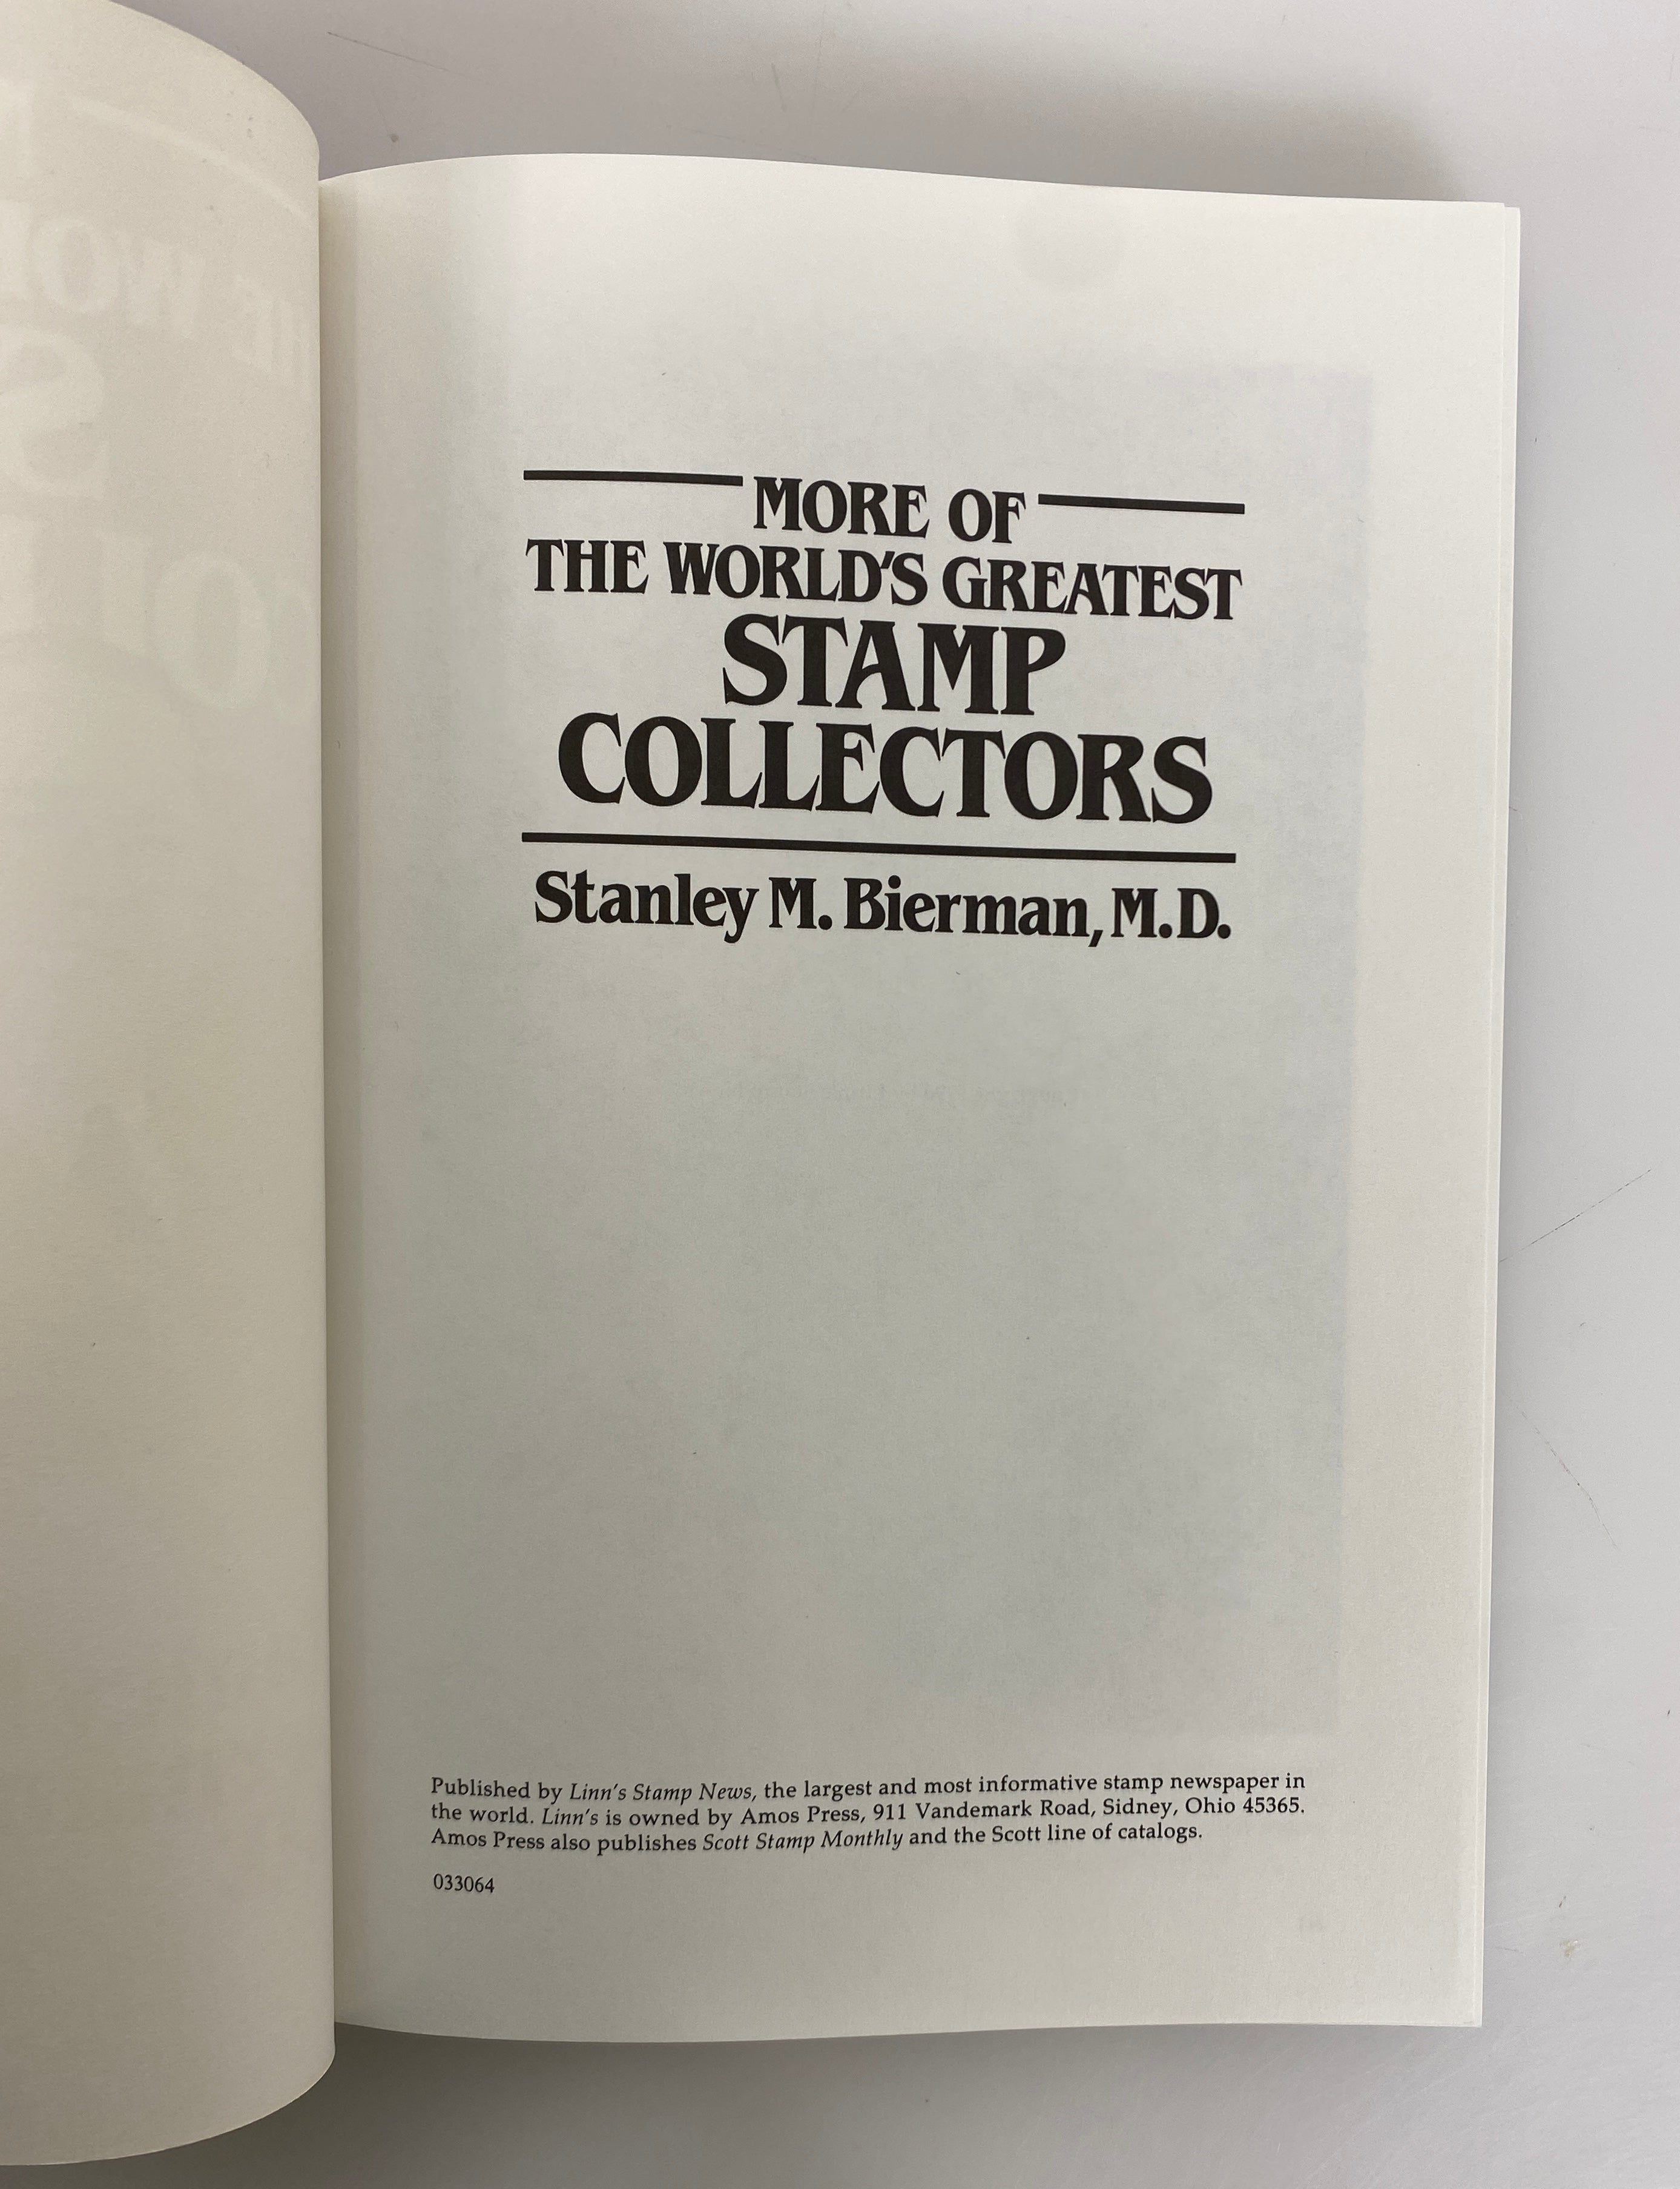 MORE OF
THE WORLD'S GREATEST
STAMP
COLLECTORS
Stanley M. Bierman, M.D.
Published by Linn's Stamp News, the largest and most informative stamp newspaper in
the world. Linn's is owned by Amos Press, 911 Vandemark Road, Sidney, Ohio 45365.
Amos Press also publishes Scott Stamp Monthly and the Scott line of catalogs.
033064